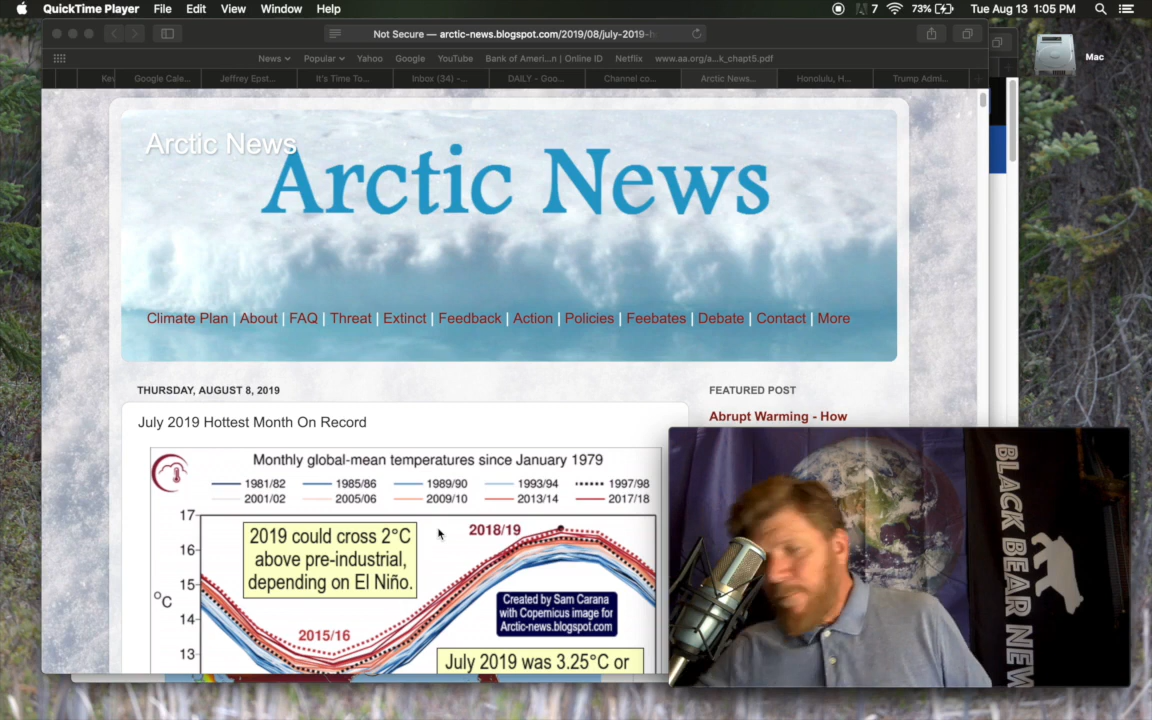 QuickTime Player File Edit View Window Help 7 73% Tue Aug 13 1:05 PM
Not Secure — arctic-news.blogspot.com/2019/08/july-2019-h
News Popular Yahoo Google YouTube Bank of Ameri...n | Online ID Netflix www.aa.org/a...k_chapt5.pdf
Key Google Cale... Jeffrey Epst... It's Time To... Inbox (34) -... DAILY - Goo... Channel co... Arctic News... Honolulu, H... Trump Admi...
Mac
Arctic News
Arctic News
Climate Plan | About | FAQ | Threat | Extinct | Feedback | Action | Policies | Feebates | Debate | Contact | More
THURSDAY, AUGUST 8, 2019
FEATURED POST
July 2019 Hottest Month On Record
Abrupt Warming - How
Monthly global-mean temperatures since January 1979
1981/82 1985/86 1989/90 1993/94 1997/98
2001/02 2005/06 2009/10 2013/14 2017/18
17
16
15
14
13
°C
2019 could cross 2°C
above pre-industrial,
depending on El Niño.
2018/19
Created by Sam Carana
with Copernicus image for
Arctic-news.blogspot.com
2015/16
July 2019 was 3.25°C or
BLACK BEAR NEW